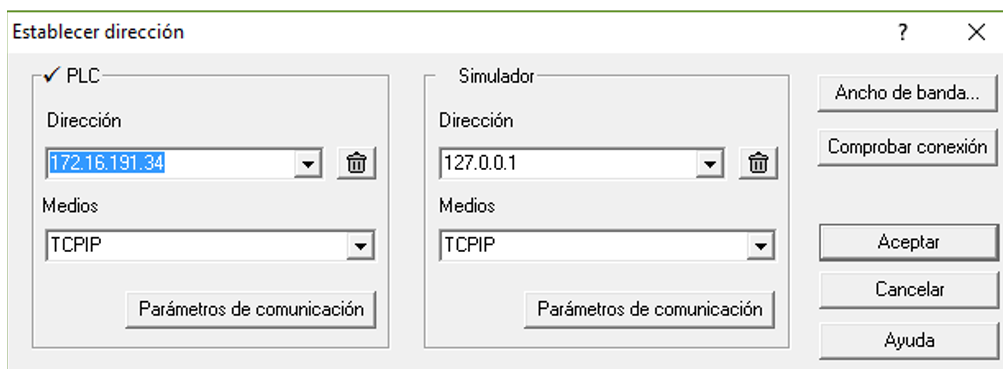 Establecer dirección ?
✓ PLC
Dirección
172.16.191.34
Medios
TCPIP
Parámetros de comunicación
Simulador
Dirección
127.0.0.1
Medios
TCPIP
Parámetros de comunicación
Ancho de banda...
Comprobar conexión
Aceptar
Cancelar
Ayuda